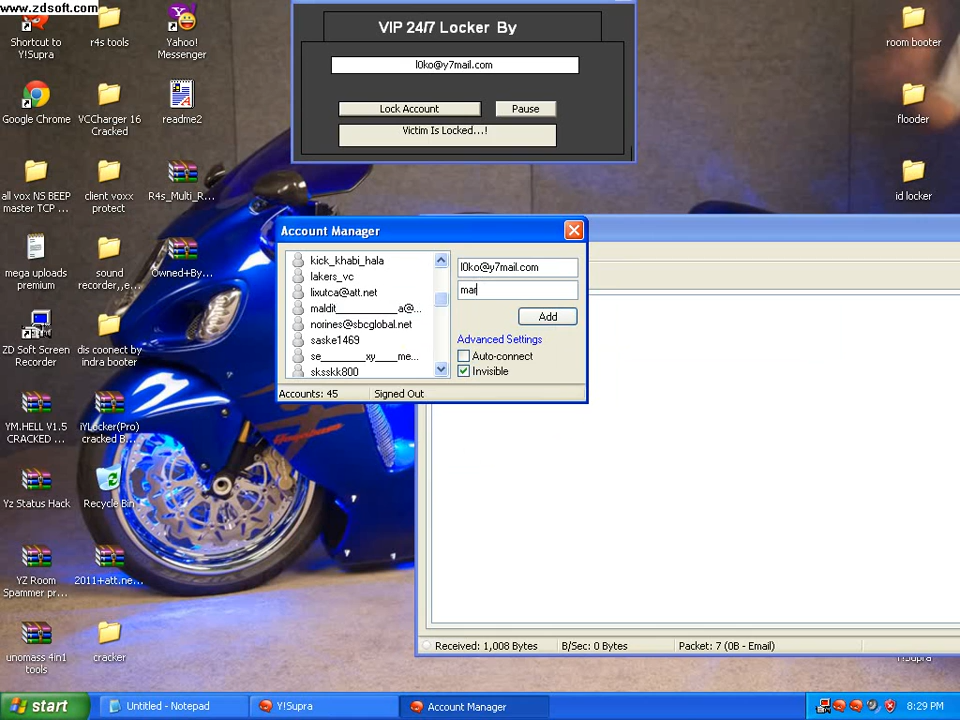 www.zdsoft.com
Shortcut to
Y!Supra
r4s tools
Yahoo!
Messenger
Google Chrome
VCCharger 16
Cracked
readme2
all vox NS BEEP
master TCP ...
client voxx
protect
R4s_Multi_R...
mega uploads
premium
sound
recorder,,e...
Owned+By...
ZD Soft Screen
Recorder
dis coonect by
indra booter
YM.HELL V1.5
CRACKED ...
iYLocker(Pro)
cracked B...
Yz Status Hack
Recycle Bin
YZ Room
Spammer pr...
2011+att.ne...
unomass 4in1
tools
cracker
VIP 24/7 Locker By
l0ko@y7mail.com
Lock Account
Pause
Victim Is Locked...!
room booter
flooder
id locker
Account Manager
kick_khabi_hala
lakers_vc
lixutca@att.net
maldit___________a@...
norines@sbcglobal.net
saske1469
se________xy____me...
sksskk800
l0ko@y7mail.com
mar
Add
Advanced Settings
Auto-connect
Invisible
Accounts: 45
Signed Out
Received: 1,008 Bytes
B/Sec: 0 Bytes
Packet: 7 (0B - Email)
Y!Supra
start
Untitled - Notepad
Y!Supra
Account Manager
8:29 PM